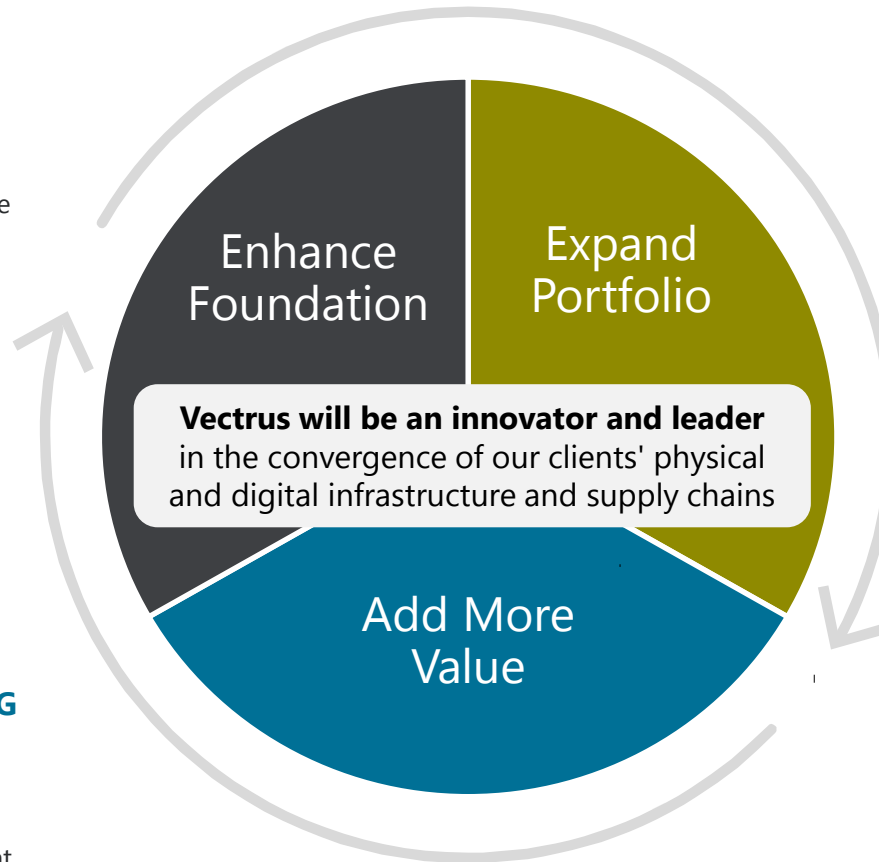 e
Enhance
Foundation
Expand
Portfolio
Vectrus will be an innovator and leader
in the convergence of our clients' physical
and digital infrastructure and supply chains
Add More
Value
G
nt